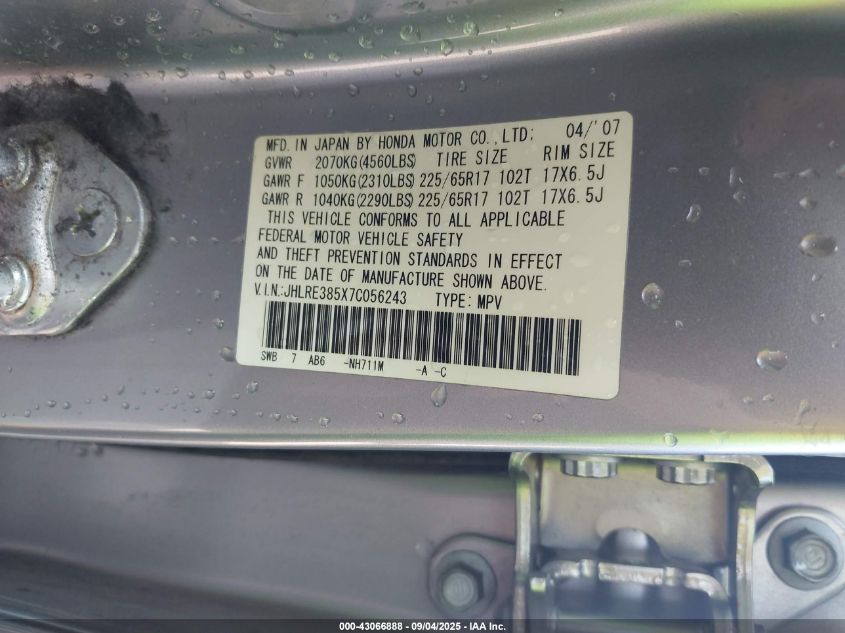 MFD. IN JAPAN BY HONDA MOTOR CO., LTD: 04/'07
GVWR 2070KG(4560LBS) TIRE SIZE RIM SIZE
GAWR F 1050KG(2310LBS) 225/65R17 102T 17X6.5J
GAWR R 1040KG(2290LBS) 225/65R17 102T 17X6.5J
THIS VEHICLE CONFORMS TO ALL APPLICABLE
FEDERAL MOTOR VEHICLE SAFETY
AND THEFT PREVENTION STANDARDS IN EFFECT
ON THE DATE OF MANUFACTURE SHOWN ABOVE.
V.I.N.:JHLRE385X7C056243 TYPE: MPV
SWB 7 AB6 -NH711M -A -C
000-43066888 - 09/04/2025 - IAA Inc.